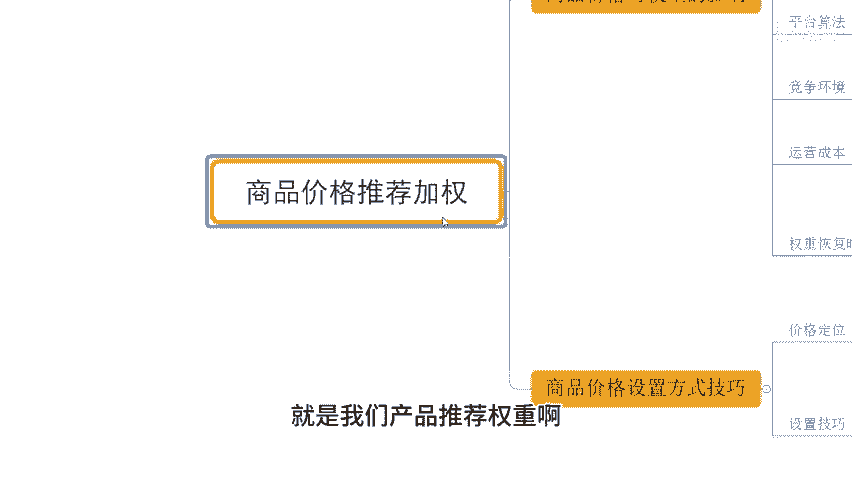 平台算法
竞争环境
商品价格推荐加权
运营成本
权重恢复
价格定位
商品价格设置方式技巧
设置技巧
就是我们产品推荐权重啊